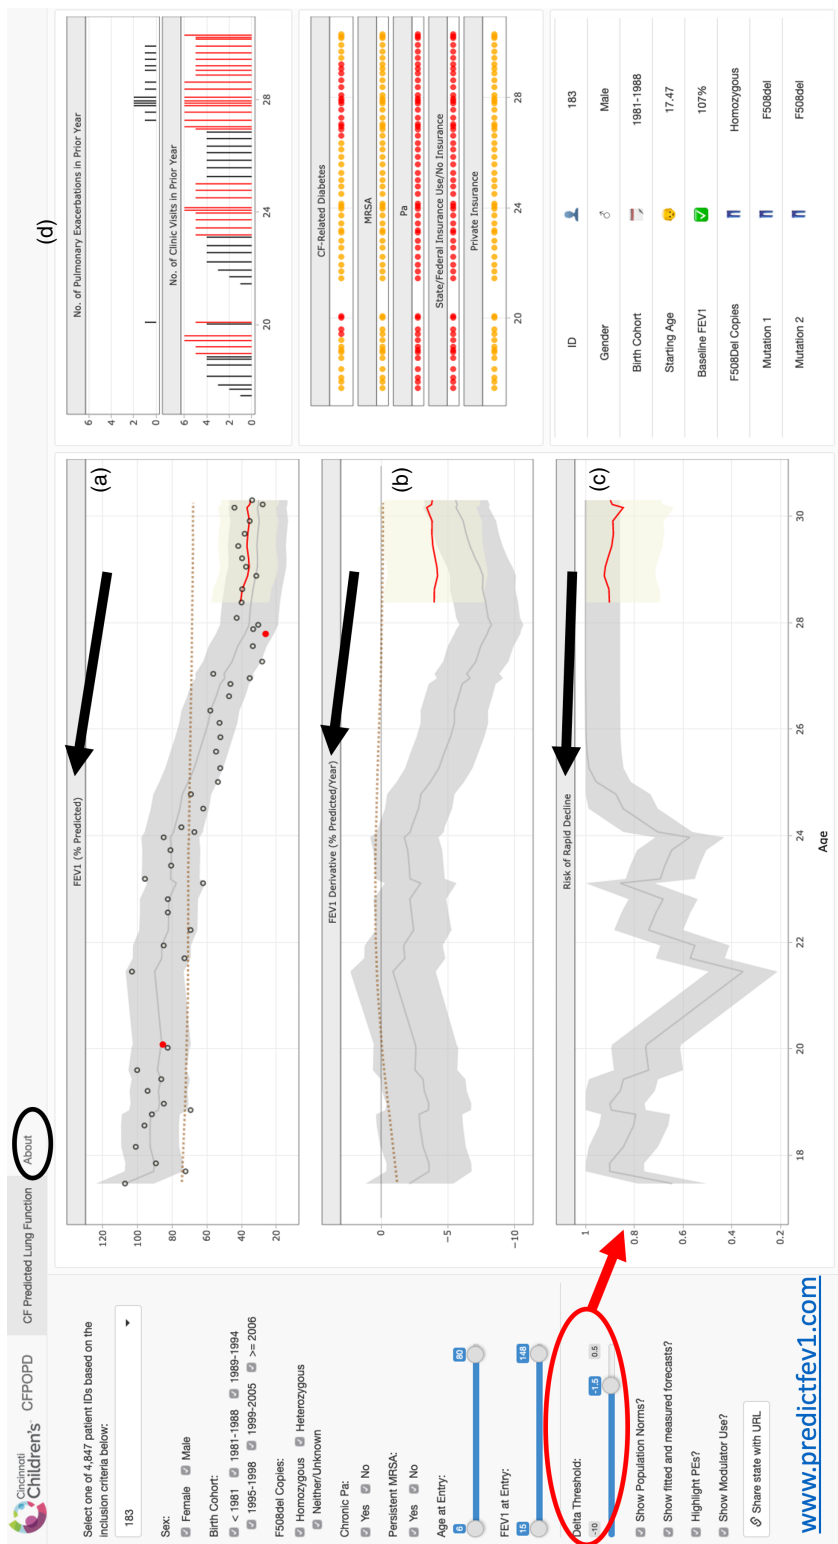 Cincinnati
Children's
CFPOPD
CF Predicted Lung Function
About
Select one of 4,847 patient IDs based on the
inclusion criteria below:
183
Sex:
Female Male
Birth Cohort:
< 1981 1981-1988 1989-1994
1995-1998 1999-2005 >= 2006
F508del Copies:
Homozygous Heterozygous
Neither/Unknown
Chronic Pa:
Yes No
Persistent MRSA:
Yes No
Age at Entry:
6 80
FEV1 at Entry:
15 148
Delta Threshold:
-10 -1.5 0.5
Show Population Norms?
Show fitted and measured forecasts?
Highlight PEs?
Show Modulator Use?
Share state with URL
www.predictfev1.com
FEV1 (% Predicted)
(a)
120
100
80
60
40
20
FEV1 Derivative (% Predicted/Year)
(b)
0
−5
−10
Risk of Rapid Decline
(c)
1
0.8
0.6
0.4
0.2
18 20 22 24 26 28 30
Age
(d)
No. of Pulmonary Exacerbations in Prior Year
6
4
2
0
No. of Clinic Visits in Prior Year
6
4
2
0
20 24 28
CF-Related Diabetes
MRSA
Pa
State/Federal Insurance Use/No Insurance
Private Insurance
20 24 28
ID 183
Gender Male
Birth Cohort 1981-1988
Starting Age 17.47
Baseline FEV1 107%
F508Del Copies Homozygous
Mutation 1 F508del
Mutation 2 F508del